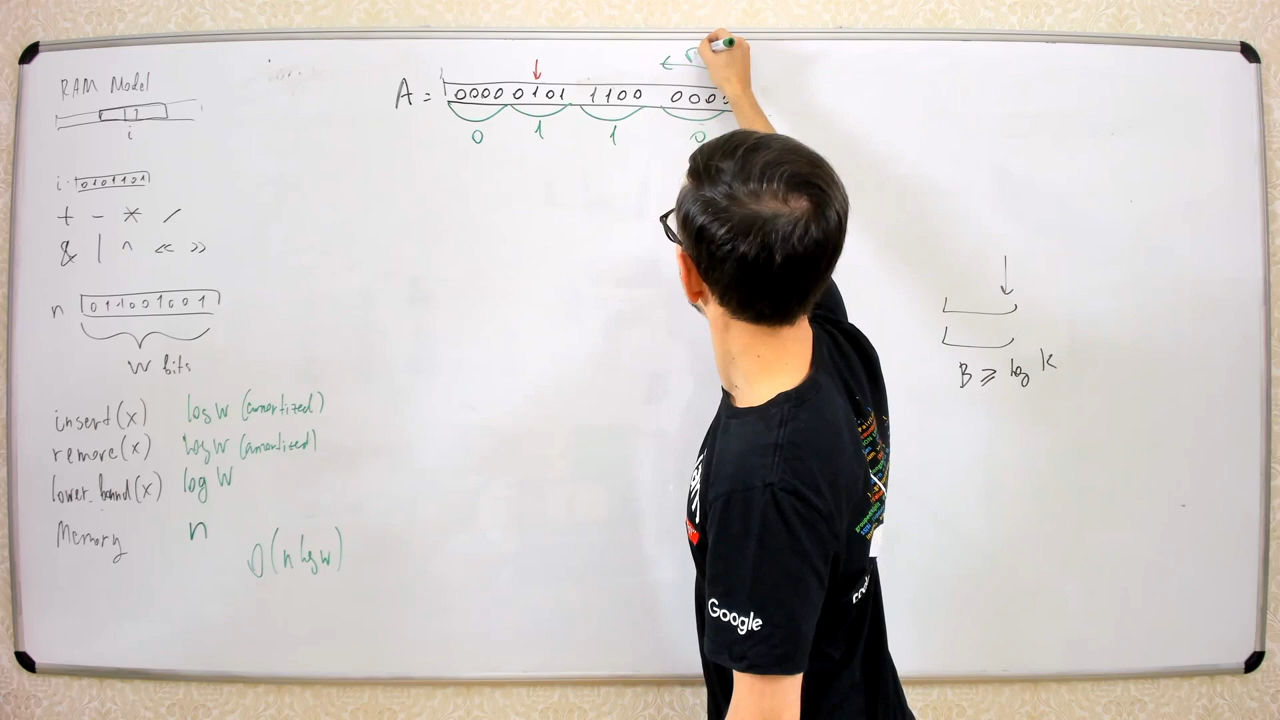 RAM Model
i
i 0101101
+ - * /
& | ^ << >>
n 011001001
w bits
insert(x) log w (amortized)
remove(x) log w (amortized)
lower_bound(x) log w
Memory n
O(n log w)
A = 0000 0101 1100 000
0 1 1 0
B ≥ log k
Google